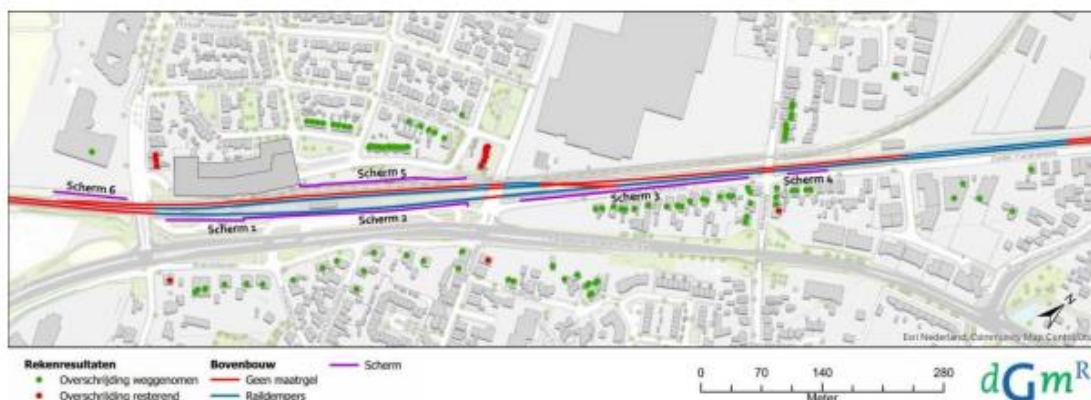 Scherm 6
Scherm 5
Scherm 1
Scherm 2
Scherm 3
Scherm 4
N
Esri Nederland, Community Map Contributors
Rekenresultaten
Overschrijding weggenomen
Overschrijding resterend
Bovenbouw
Geen maatrgel
Raildempers
Scherm
0 70 140 280
Meter
dGmR